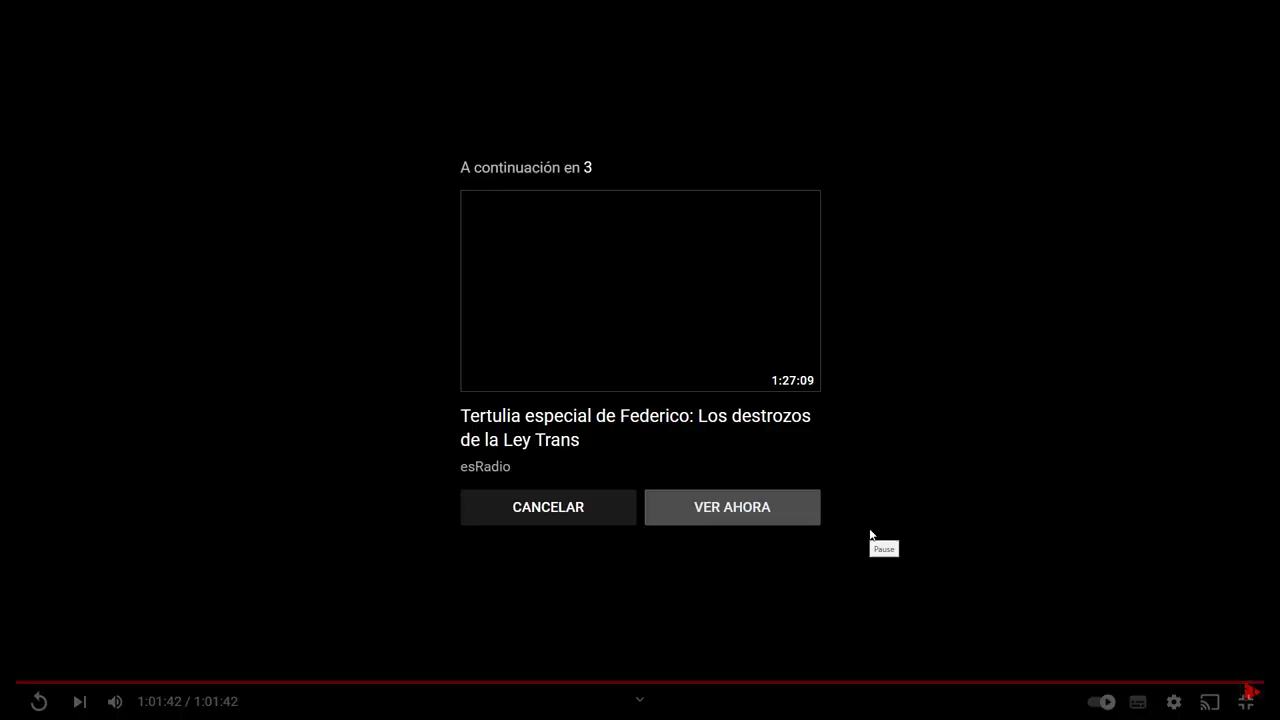 A continuación en 3
1:27:09
Tertulia especial de Federico: Los destrozos
de la Ley Trans
esRadio
CANCELAR
VER AHORA
Pause
1:01:42 / 1:01:42